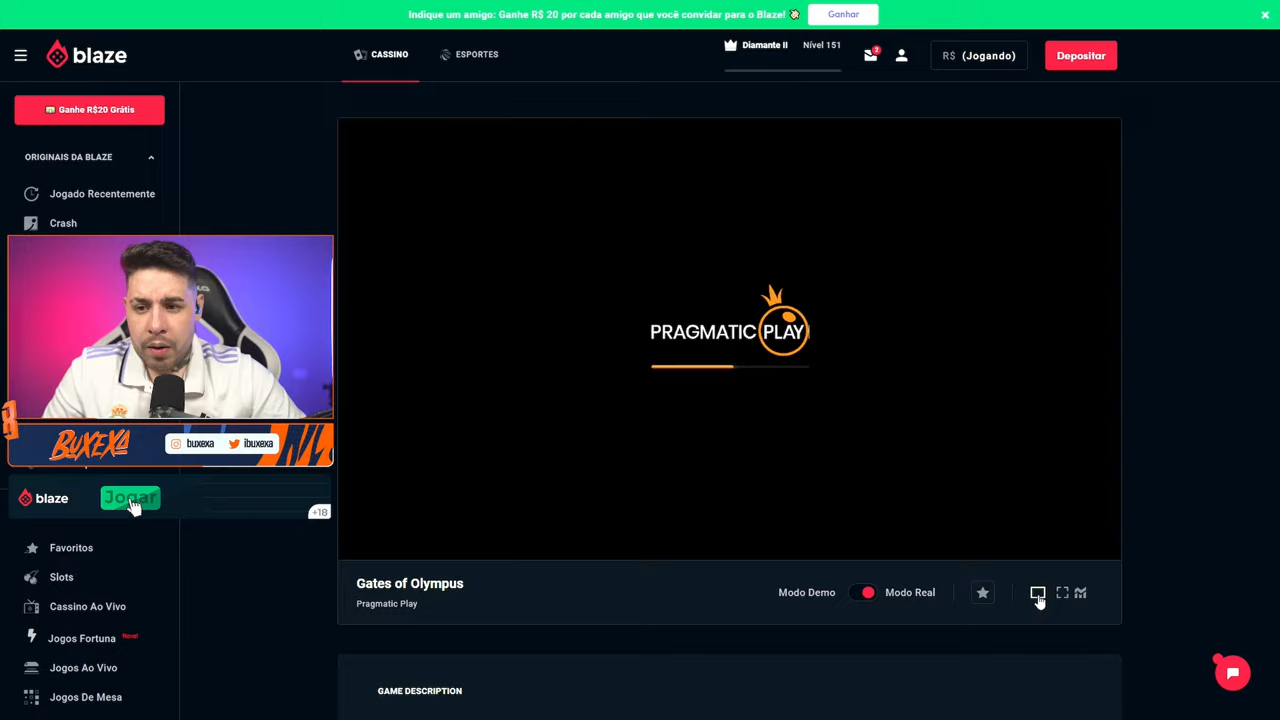 Indique um amigo: Ganhe R$ 20 por cada amigo que você convidar para o Blaze!
Ganhar
blaze
CASSINO
ESPORTES
Diamante II
Nível 151
2
R$ (Jogando)
Depositar
Ganhe R$20 Grátis
ORIGINAIS DA BLAZE
Jogado Recentemente
Crash
PRAGMATIC PLAY
BUXEXA
buxexa
ibuxexa
blaze
Jogar
+18
Favoritos
Slots
Cassino Ao Vivo
Jogos Fortuna
Nova!
Jogos Ao Vivo
Jogos De Mesa
Gates of Olympus
Pragmatic Play
Modo Demo
Modo Real
GAME DESCRIPTION